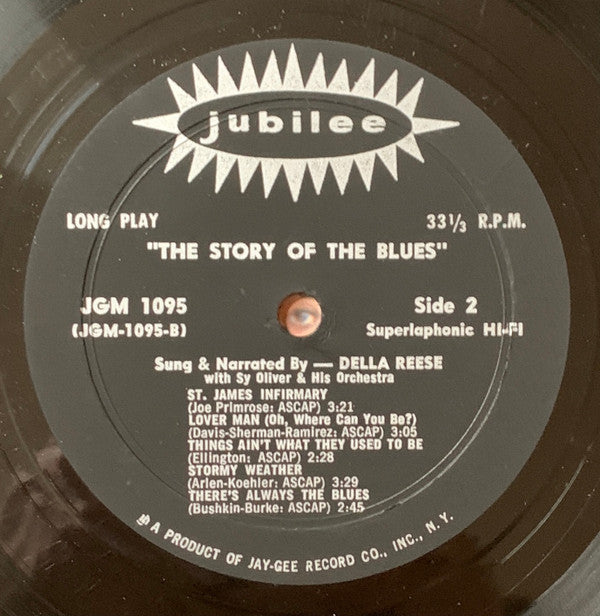 jubilee
LONG PLAY 33 1/3 R.P.M.
"THE STORY OF THE BLUES"
JGM 1095 Side 2
(JGM-1095-B) Superlaphonic HI-FI
Sung & Narrated By — DELLA REESE
with Sy Oliver & His Orchestra
ST. JAMES INFIRMARY
(Joe Primrose: ASCAP) 3:21
LOVER MAN (Oh, Where Can You Be?)
(Davis-Sherman-Ramirez: ASCAP) 3:05
THINGS AIN'T WHAT THEY USED TO BE
(Ellington: ASCAP) 2:28
STORMY WEATHER
(Arlen-Koehler: ASCAP) 3:29
THERE'S ALWAYS THE BLUES
(Bushkin-Burke: ASCAP) 2:45
A PRODUCT OF JAY-GEE RECORD CO., INC., N. Y.